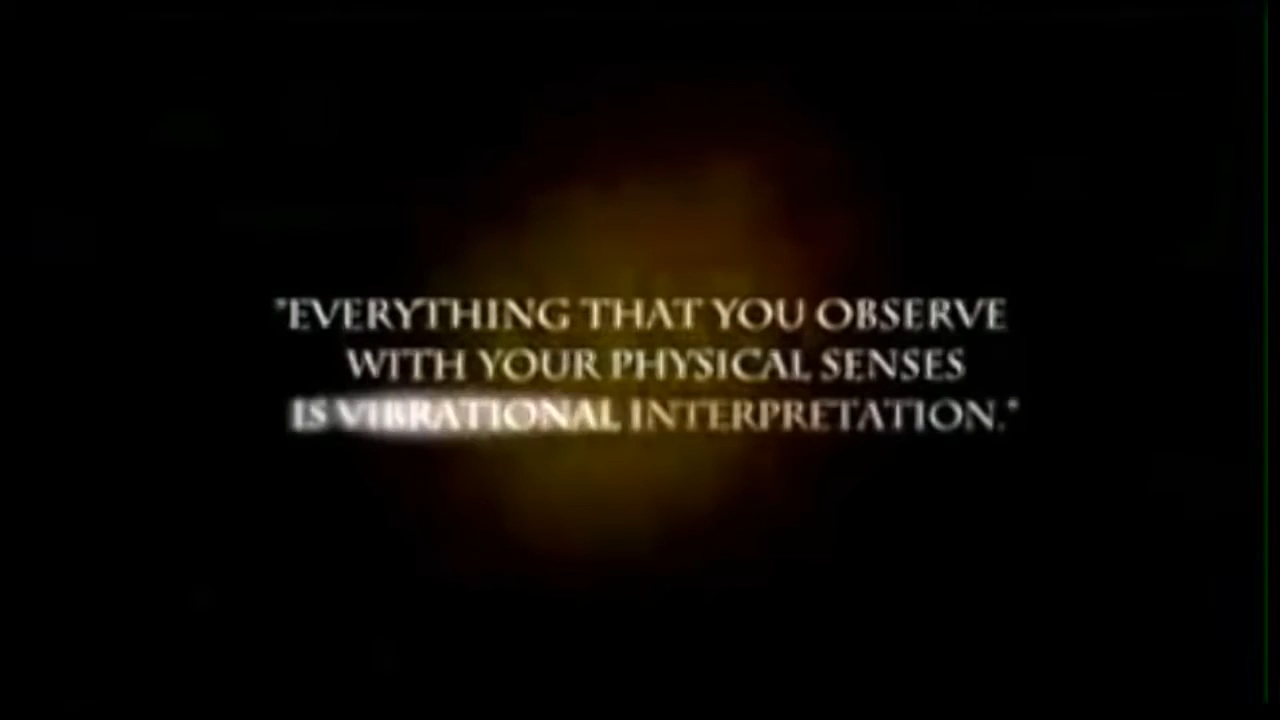 "EVERYTHING THAT YOU OBSERVE
WITH YOUR PHYSICAL SENSES
IS VIBRATIONAL INTERPRETATION."